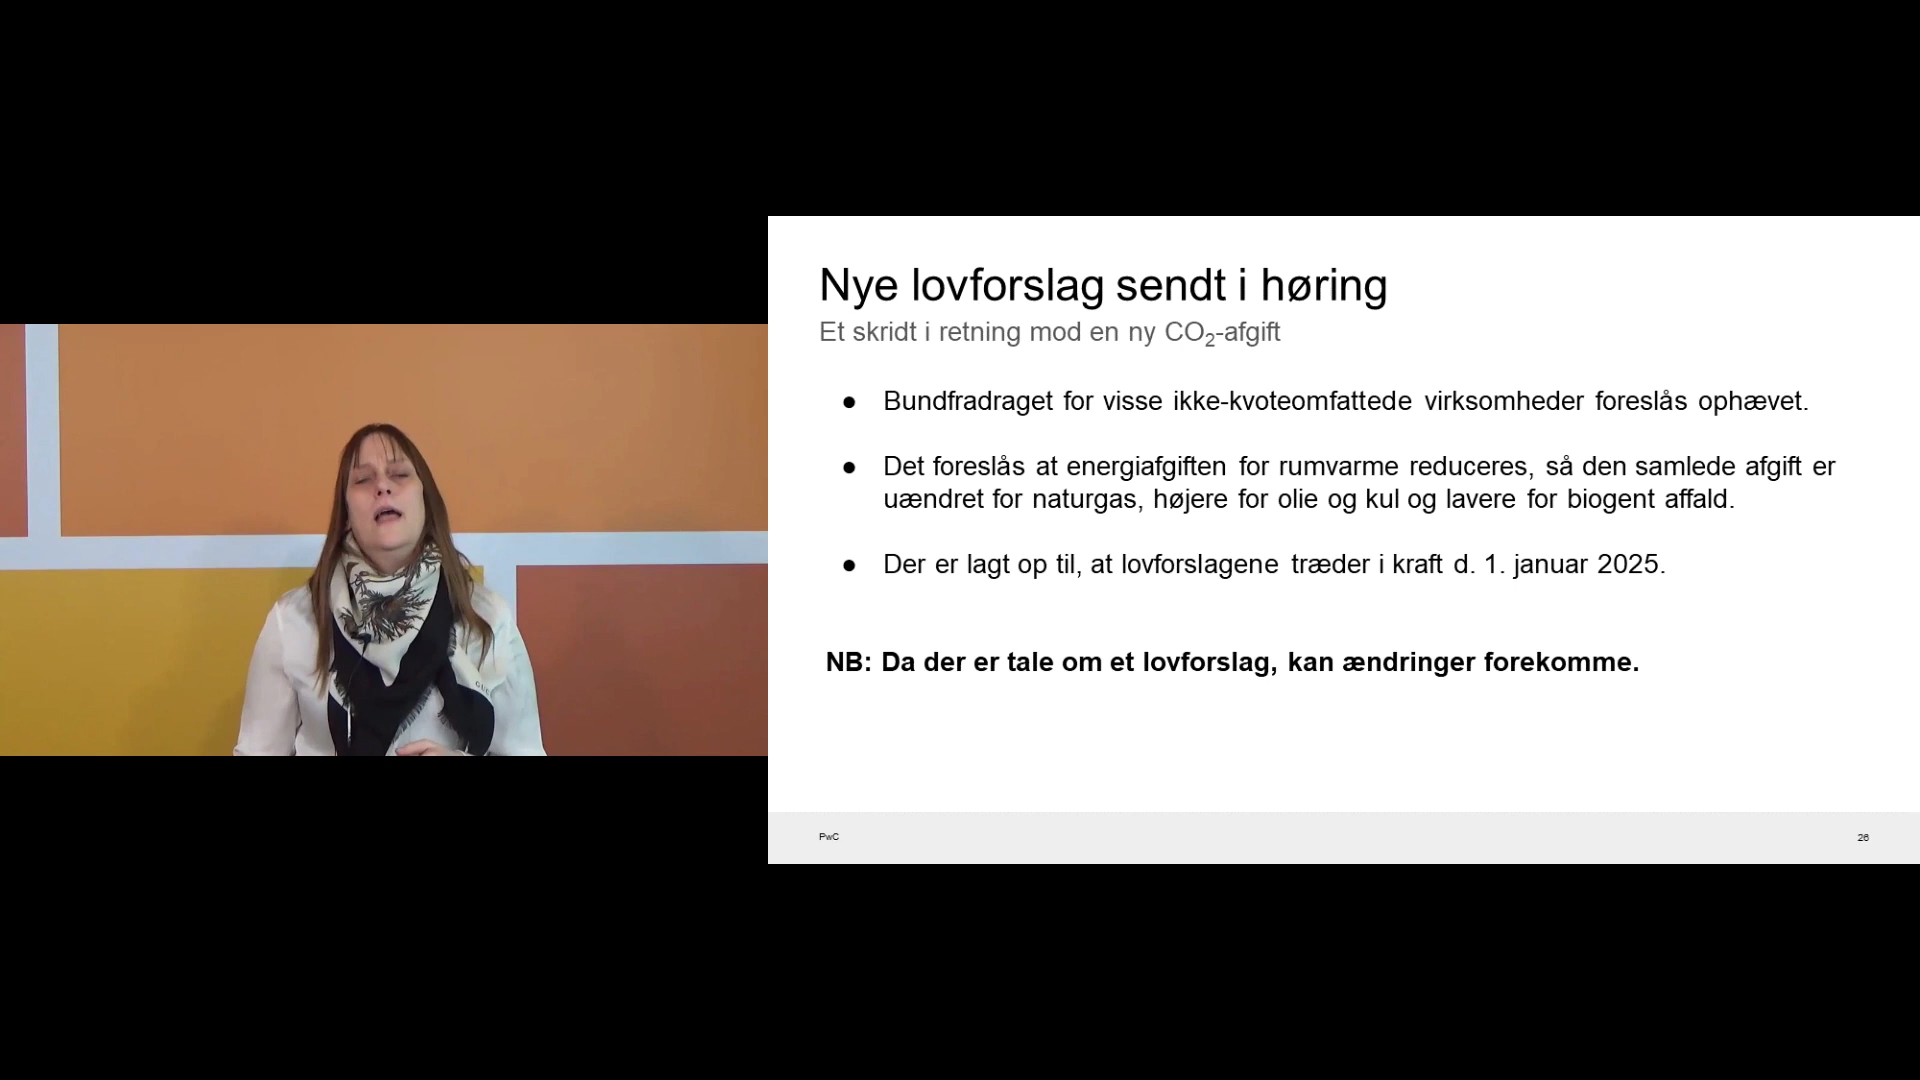 Nye lovforslag sendt i høring
Et skridt i retning mod en ny CO₂-afgift
● Bundfradraget for visse ikke-kvoteomfattede virksomheder foreslås ophævet.
● Det foreslås at energiafgiften for rumvarme reduceres, så den samlede afgift er
uændret for naturgas, højere for olie og kul og lavere for biogent affald.
● Der er lagt op til, at lovforslagene træder i kraft d. 1. januar 2025.
NB: Da der er tale om et lovforslag, kan ændringer forekomme.
PwC
26